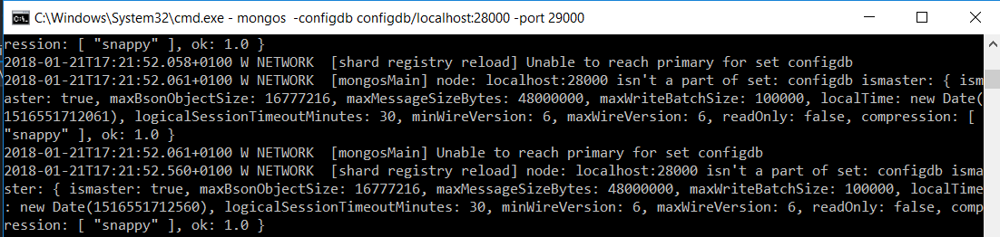 C:\Windows\System32\cmd.exe - mongos  -configdb configdb/localhost:28000 -port 29000
ression: [ "snappy" ], ok: 1.0 }
2018-01-21T17:21:52.058+0100 W NETWORK  [shard registry reload] Unable to reach primary for set configdb
2018-01-21T17:21:52.061+0100 W NETWORK  [mongosMain] node: localhost:28000 isn't a part of set: configdb ismaster: { ism
aster: true, maxBsonObjectSize: 16777216, maxMessageSizeBytes: 48000000, maxWriteBatchSize: 100000, localTime: new Date(
1516551712061), logicalSessionTimeoutMinutes: 30, minWireVersion: 6, maxWireVersion: 6, readOnly: false, compression: [
"snappy" ], ok: 1.0 }
2018-01-21T17:21:52.061+0100 W NETWORK  [mongosMain] Unable to reach primary for set configdb
2018-01-21T17:21:52.560+0100 W NETWORK  [shard registry reload] node: localhost:28000 isn't a part of set: configdb isma
ster: { ismaster: true, maxBsonObjectSize: 16777216, maxMessageSizeBytes: 48000000, maxWriteBatchSize: 100000, localTime
: new Date(1516551712560), logicalSessionTimeoutMinutes: 30, minWireVersion: 6, maxWireVersion: 6, readOnly: false, comp
ression: [ "snappy" ], ok: 1.0 }